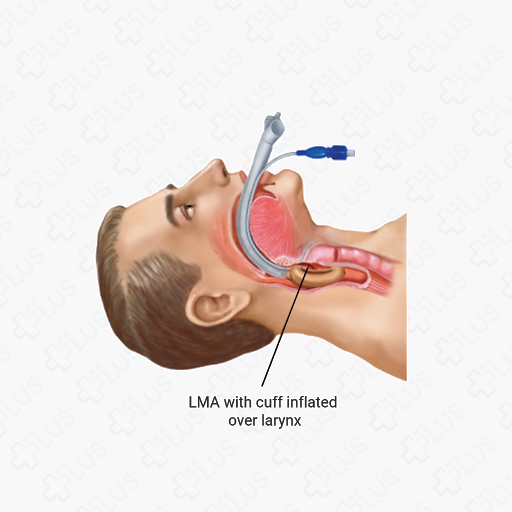 LMA with cuff inflated
over larynx